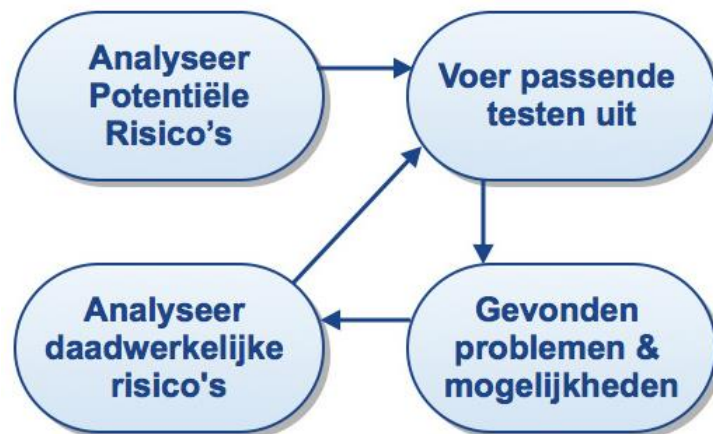 Analyseer
Potentiële
Risico’s
Voer passende
testen uit
Analyseer
daadwerkelijke
risico's
Gevonden
problemen &
mogelijkheden